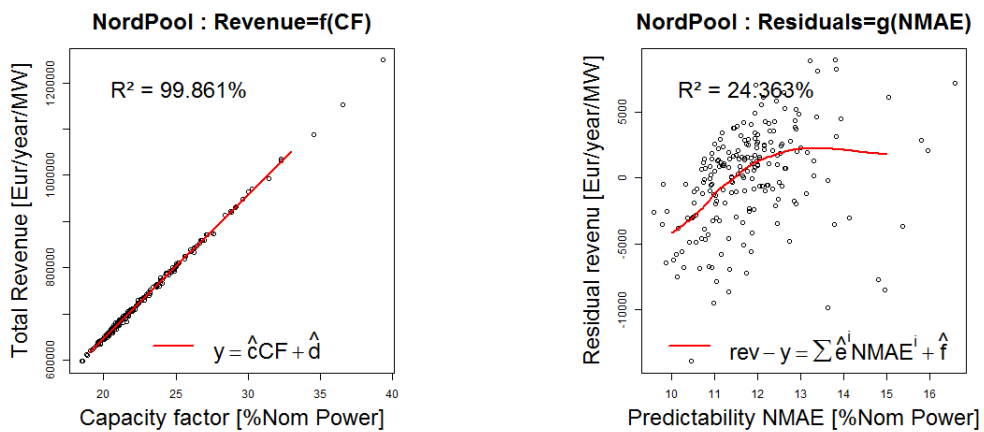 NordPool : Revenue=f(CF)
R² = 99.861%
Total Revenue [Eur/year/MW]
600000
800000
1000000
1200000
y = ĉCF + d̂
20
25
30
35
40
Capacity factor [%Nom Power]
NordPool : Residuals=g(NMAE)
R² = 24.363%
Residual revenu [Eur/year/MW]
-10000
-5000
0
5000
rev − y = ∑ ê^i NMAE^i + f̂
10
11
12
13
14
15
16
Predictability NMAE [%Nom Power]